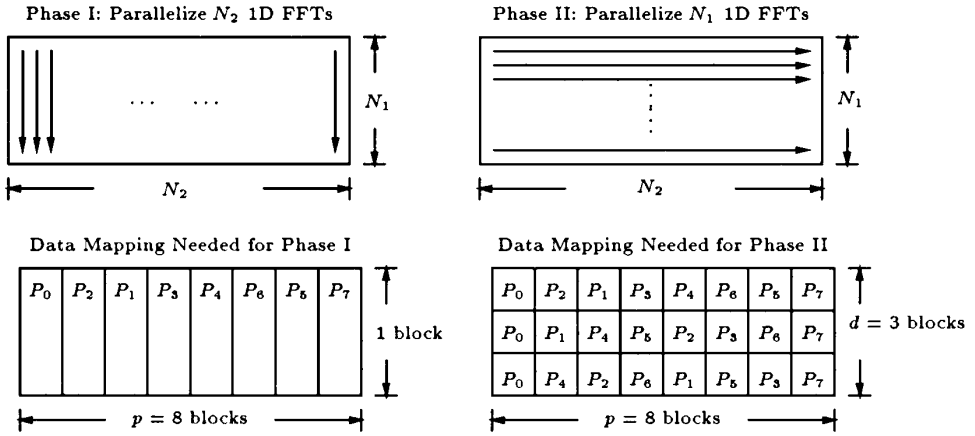 Phase I: Parallelize N₂ 1D FFTs
Phase II: Parallelize N₁ 1D FFTs
... ...
N₁
N₁
N₂
N₂
Data Mapping Needed for Phase I
Data Mapping Needed for Phase II
P₀ P₂ P₁ P₃ P₄ P₆ P₅ P₇
1 block
p = 8 blocks
P₀ P₂ P₁ P₃ P₄ P₆ P₅ P₇
P₀ P₁ P₄ P₅ P₂ P₃ P₆ P₇
P₀ P₄ P₂ P₆ P₁ P₅ P₃ P₇
d = 3 blocks
p = 8 blocks